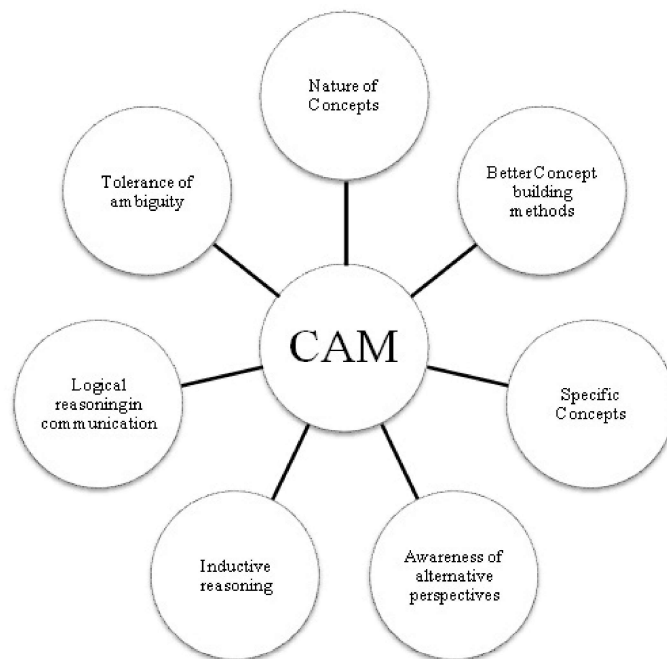 Nature of
Concepts
Better Concept
building
methods
Tolerance of
ambiguity
CAM
Logical
reasoningin
communication
Specific
Concepts
Inductive
reasoning
Awareness of
alternative
perspectives